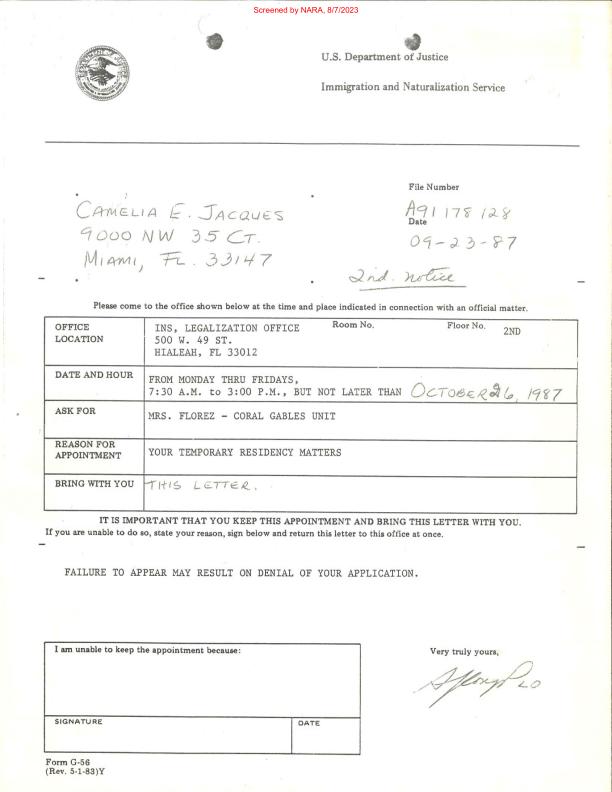 Screened by NARA, 8/7/2023
U.S. Department of Justice
Immigration and Naturalization Service
File Number
CAMELIA E. JACQUES
A91 178 128
9000 NW 35 CT.
Date
09-23-87
MIAMI, FL. 33147
2nd. notice
Please come to the office shown below at the time and place indicated in connection with an official matter.
OFFICE LOCATION
INS, LEGALIZATION OFFICE
Room No.
Floor No. 2ND
500 W. 49 ST.
HIALEAH, FL 33012
DATE AND HOUR
FROM MONDAY THRU FRIDAYS,
7:30 A.M. to 3:00 P.M., BUT NOT LATER THAN OCTOBER 26, 1987
ASK FOR
MRS. FLOREZ - CORAL GABLES UNIT
REASON FOR APPOINTMENT
YOUR TEMPORARY RESIDENCY MATTERS
BRING WITH YOU
THIS LETTER.
IT IS IMPORTANT THAT YOU KEEP THIS APPOINTMENT AND BRING THIS LETTER WITH YOU.
If you are unable to do so, state your reason, sign below and return this letter to this office at once.
FAILURE TO APPEAR MAY RESULT ON DENIAL OF YOUR APPLICATION.
I am unable to keep the appointment because:
Very truly yours,
SIGNATURE
DATE
Form G-56
(Rev. 5-1-83)Y